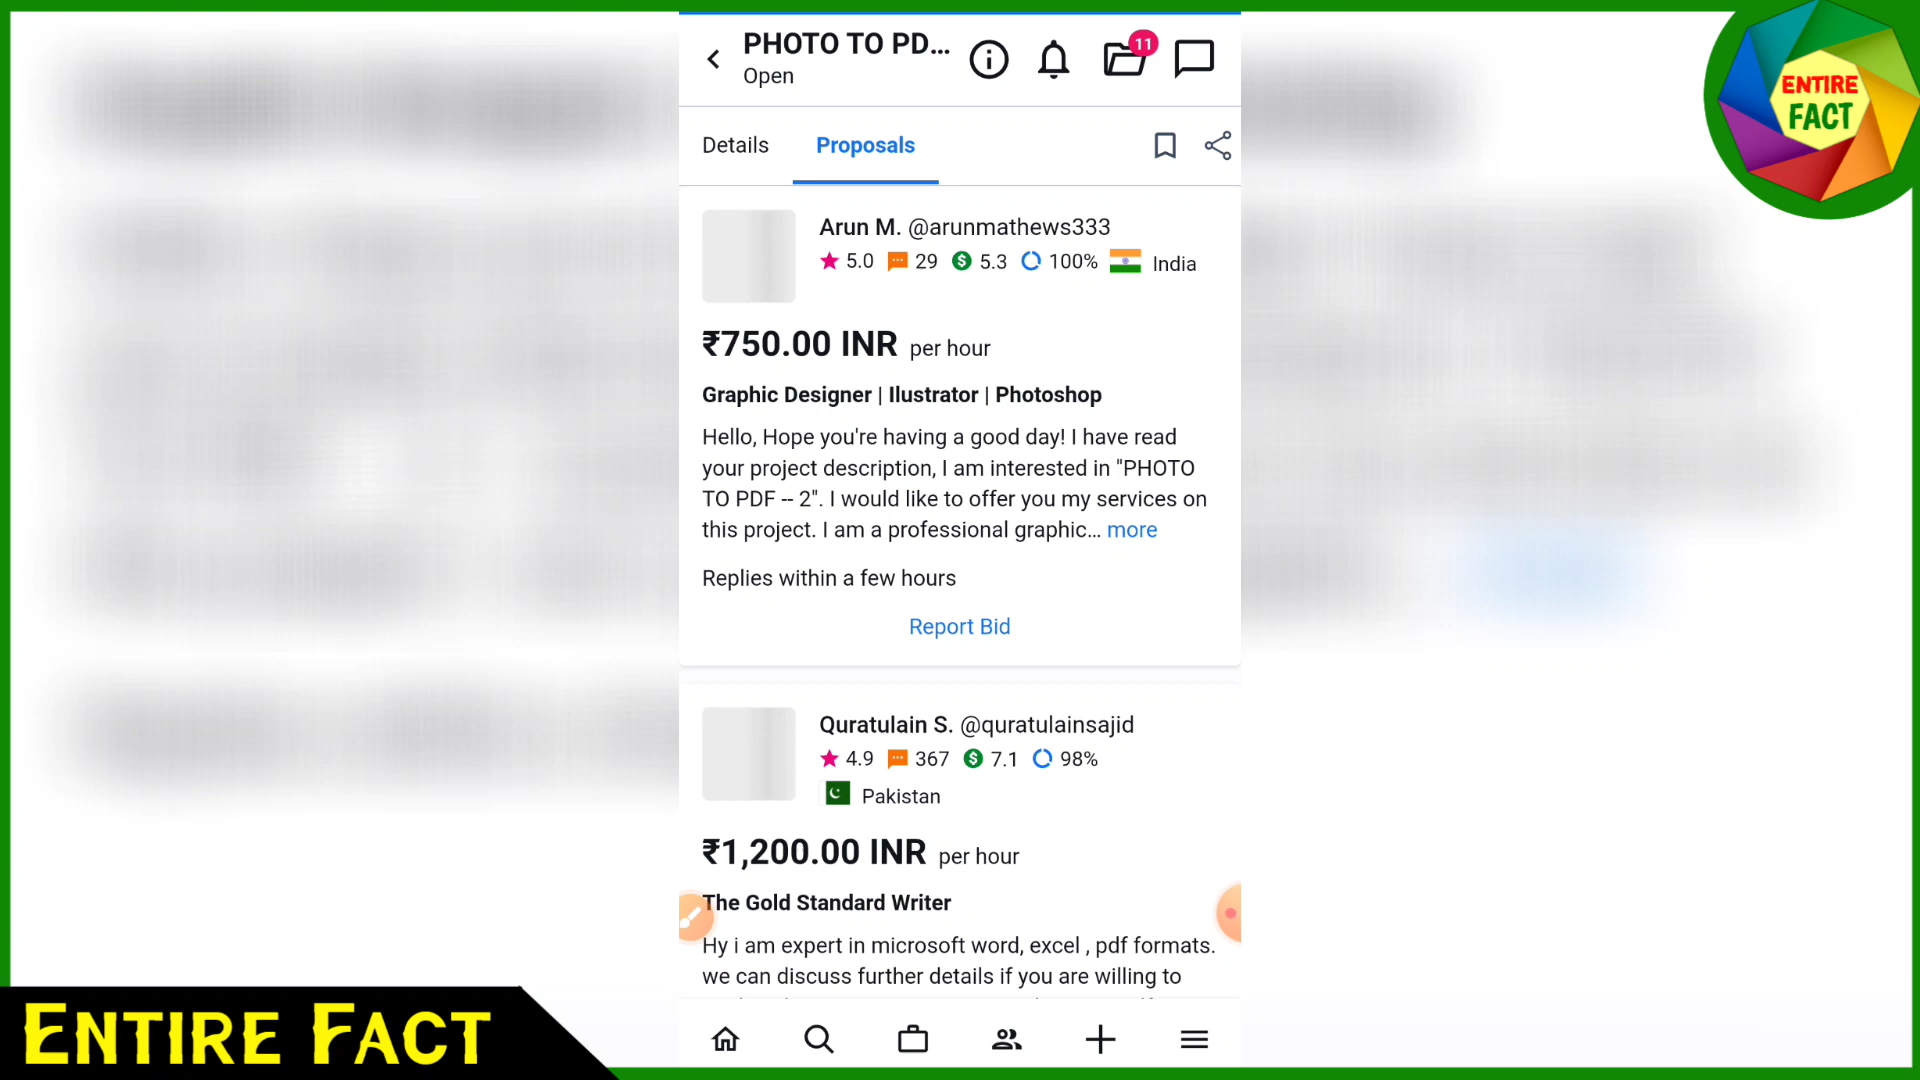 PHOTO TO PD...
Open
11
Details
Proposals
ENTIRE
FACT
Arun M. @arunmathews333
5.0 29 5.3 100% India
₹750.00 INR per hour
Graphic Designer | Ilustrator | Photoshop
Hello, Hope you're having a good day! I have read
your project description, I am interested in "PHOTO
TO PDF -- 2". I would like to offer you my services on
this project. I am a professional graphic... more
Replies within a few hours
Report Bid
Quratulain S. @quratulainsajid
4.9 367 7.1 98%
Pakistan
₹1,200.00 INR per hour
The Gold Standard Writer
Hy i am expert in microsoft word, excel , pdf formats.
we can discuss further details if you are willing to
ENTIRE FACT